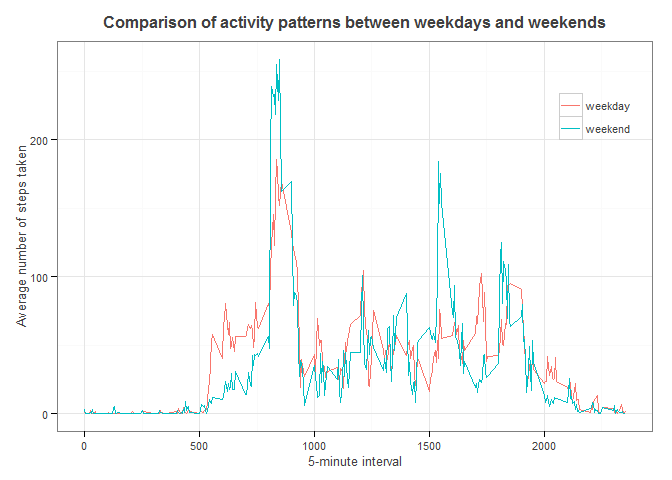 Comparison of activity patterns between weekdays and weekends
Average number of steps taken
200
100
0
weekday
weekend
0 500 1000 1500 2000
5-minute interval